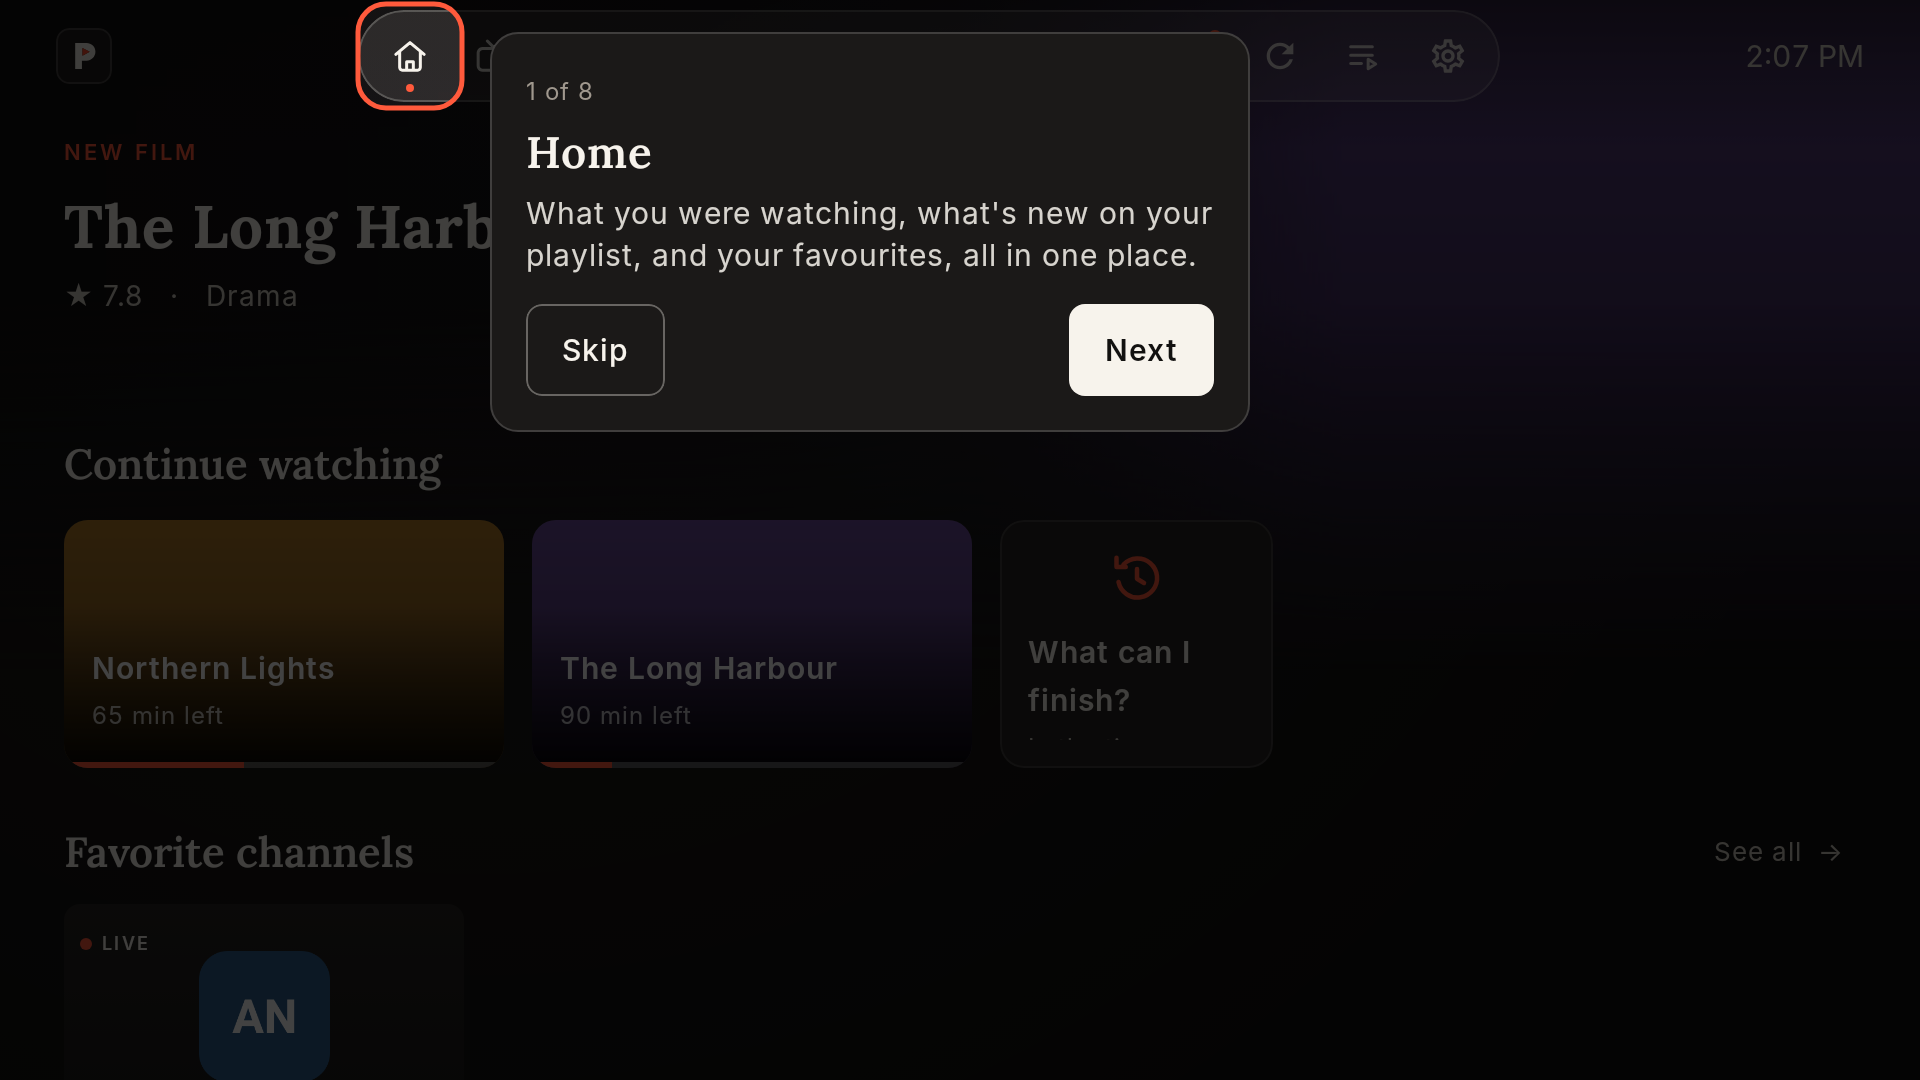 P
2:07 PM
1 of 8
Home
What you were watching, what's new on your
playlist, and your favourites, all in one place.
Skip
Next
NEW FILM
The Long Harb
★ 7.8 · Drama
Continue watching
Northern Lights
65 min left
The Long Harbour
90 min left
What can I
finish?
Favorite channels
See all →
LIVE
AN